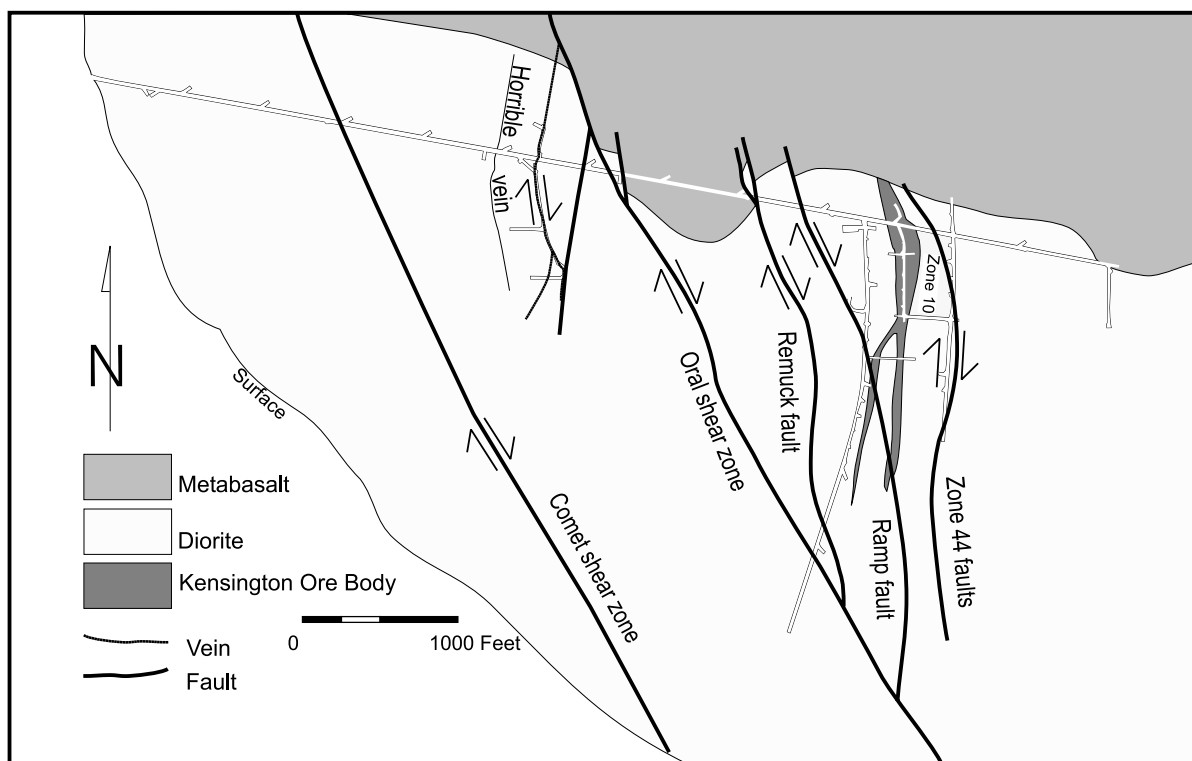 Horrible
vein
Zone 10
N
Surface
Oral shear zone
Remuck fault
Comet shear zone
Ramp fault
Zone 44 faults
Metabasalt
Diorite
Kensington Ore Body
0 1000 Feet
Vein
Fault